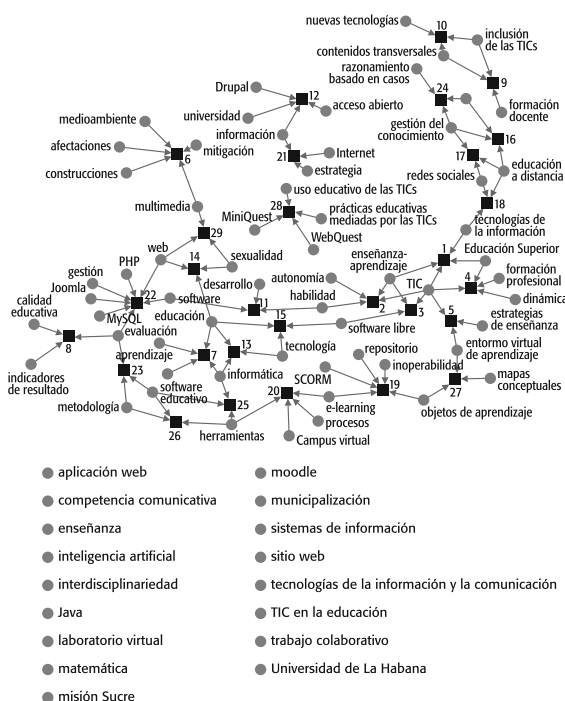 nuevas tecnologías
10
inclusión
de las TICs
contenidos transversales
razonamiento
basado en casos
9
24
formación
docente
Drupal
12
acceso abierto
universidad
medioambiente
gestión del
conocimiento
16
información
afectaciones
mitigación
6
21
Internet
17
educación
a distancia
construcciones
estrategia
redes sociales
18
uso educativo de las TICs
multimedia
28
prácticas educativas
mediadas por las TICs
MiniQuest
tecnologías de
la información
29
WebQuest
web
14
sexualidad
enseñanza-
aprendizaje
1
Educación Superior
PHP
gestión
autonomía
TIC
4
formación
profesional
desarrollo
Joomla
22
software
11
habilidad
2
3
dinámica
calidad
educativa
MySQL
educación
15
software libre
5
estrategias
de enseñanza
evaluación
8
aprendizaje
7
13
tecnología
repositorio
entorno virtual
de aprendizaje
inoperabilidad
indicadores
de resultado
23
informática
SCORM
19
27
mapas
conceptuales
software
educativo
20
metodología
25
e-learning
objetos de aprendizaje
procesos
26
herramientas
Campus virtual
aplicación web
competencia comunicativa
enseñanza
inteligencia artificial
interdisciplinariedad
Java
laboratorio virtual
matemática
misión Sucre
moodle
municipalización
sistemas de información
sitio web
tecnologías de la información y la comunicación
TIC en la educación
trabajo colaborativo
Universidad de La Habana